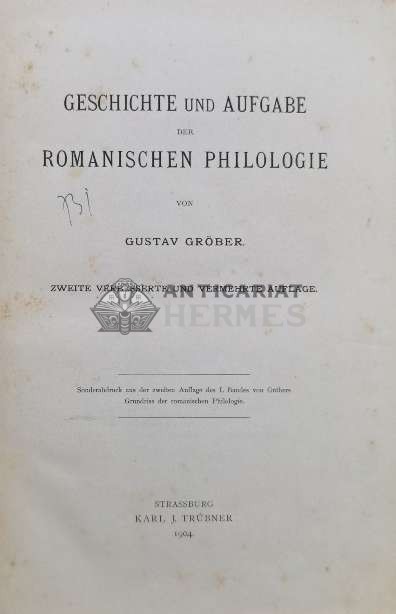 GESCHICHTE UND AUFGABE
DER
ROMANISCHEN PHILOLOGIE
VON
GUSTAV GRÖBER.
ZWEITE VERBESSERTE UND VERMEHRTE AUFLAGE.
ANTICARIAT
HERMES
Sonderabdruck aus der zweiten Auflage des I. Bandes von Gröbers
Grundriss der romanischen Philologie.
STRASSBURG
KARL J. TRÜBNER
1904.